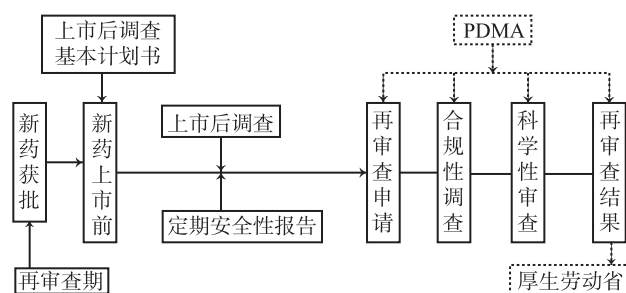 上市后调查
基本计划书
PDMA
新药获批
新药上市前
上市后调查
定期安全性报告
再审查申请
合规性调查
科学性审查
再审查结果
再审查期
厚生劳动省